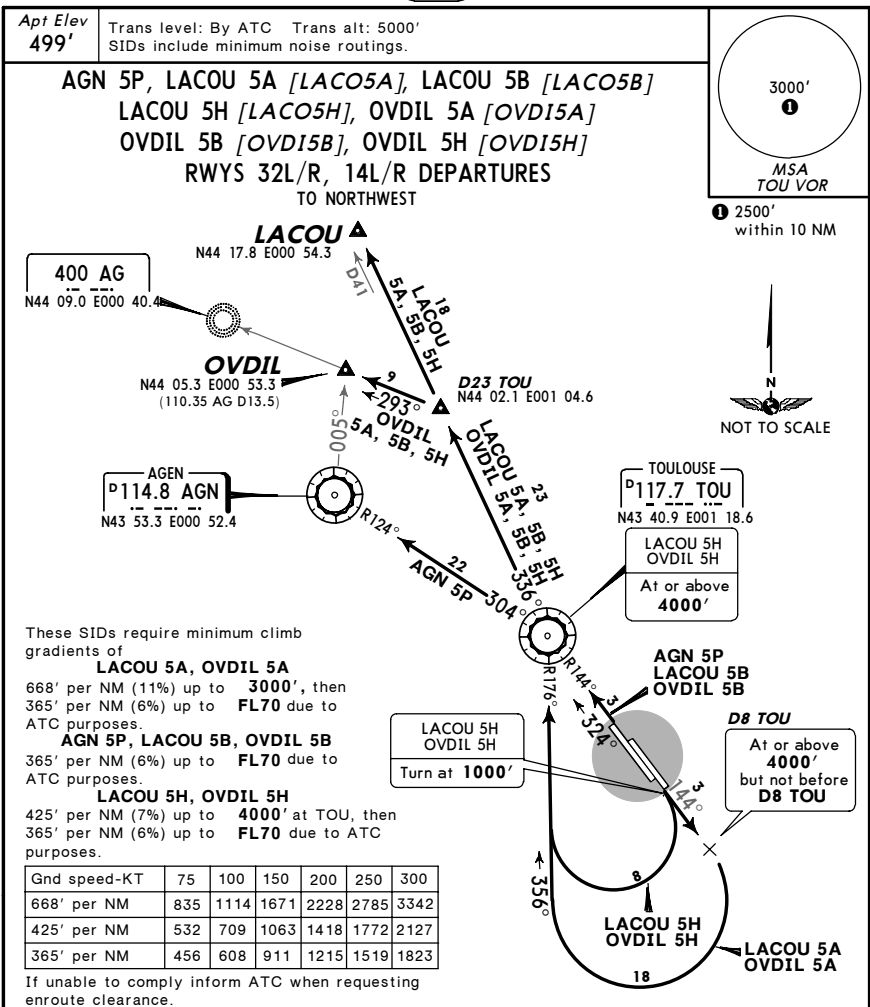 Apt Elev
499'
Trans level: By ATC Trans alt: 5000'
SIDs include minimum noise routings.
AGN 5P, LACOU 5A [LACO5A], LACOU 5B [LACO5B]
LACOU 5H [LACO5H], OVDIL 5A [OVDI5A]
OVDIL 5B [OVDI5B], OVDIL 5H [OVDI5H]
RWYS 32L/R, 14L/R DEPARTURES
TO NORTHWEST
3000'
1
MSA
TOU VOR
1 2500'
within 10 NM
LACOU
N44 17.8 E000 54.3
400 AG
N44 09.0 E000 40.4
D41
18
LACOU
5A, 5B, 5H
OVDIL
N44 05.3 E000 53.3
(110.35 AG D13.5)
9
293°
OVDIL
5A, 5B, 5H
D23 TOU
N44 02.1 E001 04.6
N
NOT TO SCALE
005°
AGEN
D114.8 AGN
N43 53.3 E000 52.4
R124°
22
AGN 5P
304°
23
LACOU 5A, 5B, 5H
OVDIL 5A, 5B, 5H
336°
TOULOUSE
D117.7 TOU
N43 40.9 E001 18.6
LACOU 5H
OVDIL 5H
At or above
4000'
R176°
R144°
3
324°
AGN 5P
LACOU 5B
OVDIL 5B
LACOU 5H
OVDIL 5H
Turn at 1000'
3
144°
D8 TOU
At or above
4000'
but not before
D8 TOU
356°
8
LACOU 5H
OVDIL 5H
18
LACOU 5A
OVDIL 5A
These SIDs require minimum climb
gradients of
LACOU 5A, OVDIL 5A
668' per NM (11%) up to 3000', then
365' per NM (6%) up to FL70 due to
ATC purposes.
AGN 5P, LACOU 5B, OVDIL 5B
365' per NM (6%) up to FL70 due to
ATC purposes.
LACOU 5H, OVDIL 5H
425' per NM (7%) up to 4000' at TOU, then
365' per NM (6%) up to FL70 due to ATC
purposes.
Gnd speed-KT 75 100 150 200 250 300
668' per NM 835 1114 1671 2228 2785 3342
425' per NM 532 709 1063 1418 1772 2127
365' per NM 456 608 911 1215 1519 1823
If unable to comply inform ATC when requesting
enroute clearance.